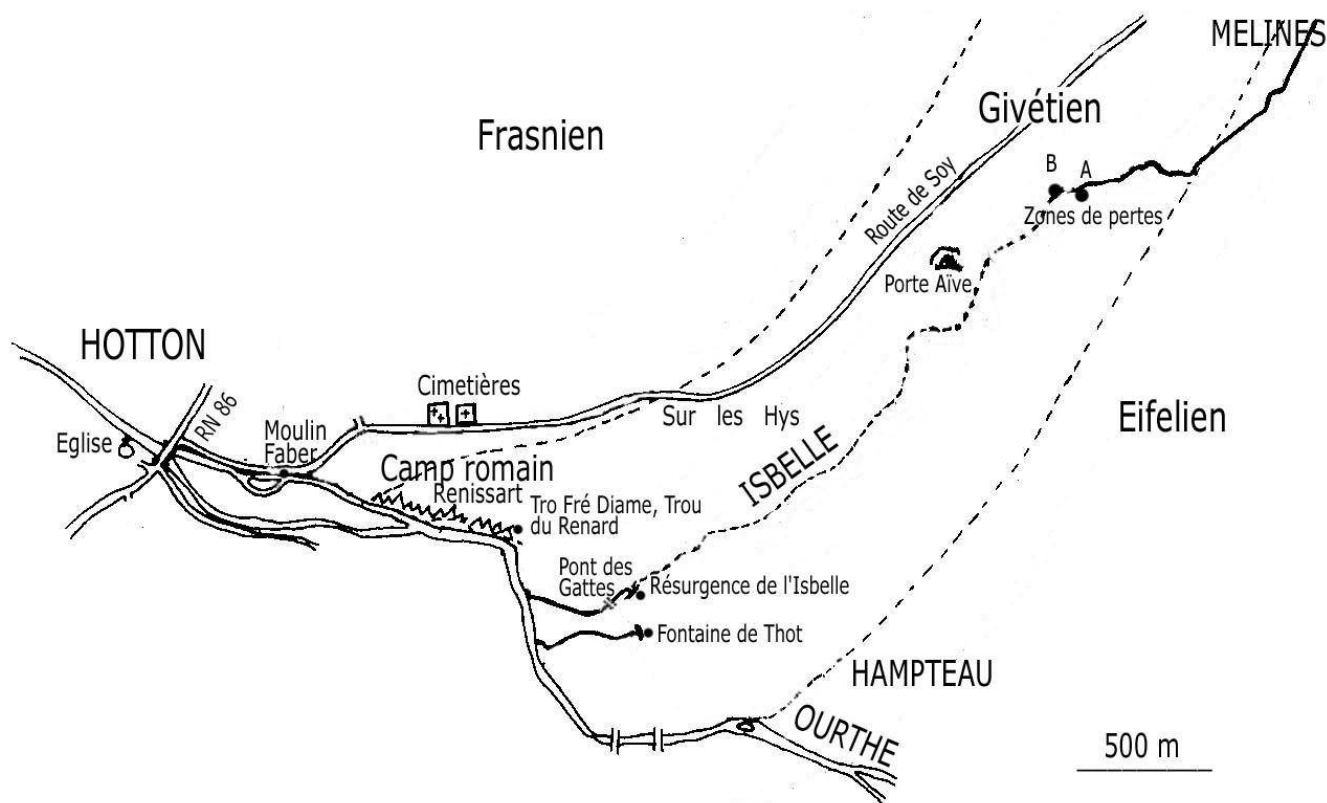 MELINES
Givétien
Frasnien
B
A
Zones de pertes
Route de Soy
Porte Aïve
HOTTON
RN 86
Eglise
Cimetières
Moulin
Faber
Sur les Hys
Eifelien
Camp romain
Renissart
ISBELLE
Tro Fré Diame, Trou
du Renard
Pont des
Gattes
Résurgence de l'Isbelle
Fontaine de Thot
HAMPTEAU
OURTHE
500 m